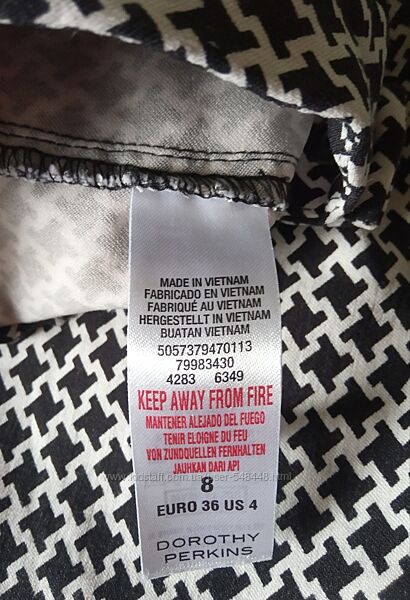 MADE IN VIETNAM
FABRICADO EN VIETNAM
FABRIQUÉ AU VIETNAM
HERGESTELLT IN VIETNAM
BUATAN VIETNAM
5057379470113
79983430
4283 6349
KEEP AWAY FROM FIRE
MANTENER ALEJADO DEL FUEGO
TENIR ELOIGNE DU FEU
VON ZUNDQUELLEN FERNHALTEN
JAUHKAN DARI API
8
EURO 36 US 4
DOROTHY
PERKINS